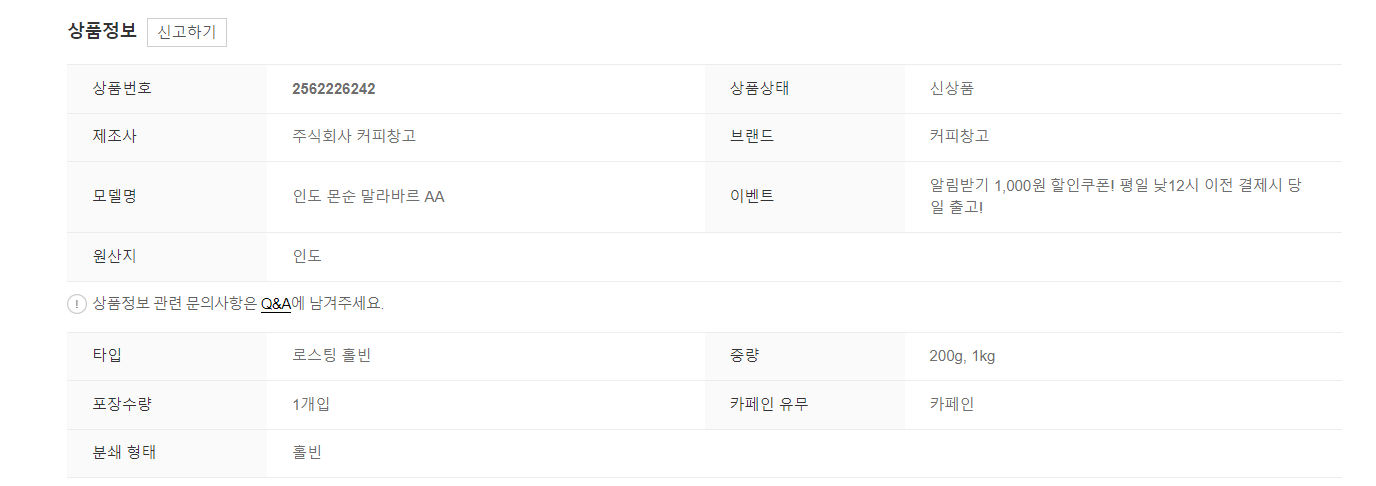 상품정보 신고하기
상품번호 2562226242 상품상태 신상품
제조사 주식회사 커피창고 브랜드 커피창고
모델명 인도 몬순 말라바르 AA 이벤트 알림받기 1,000원 할인쿠폰! 평일 낮12시 이전 결제시 당
일 출고!
원산지 인도
! 상품정보 관련 문의사항은 Q&A에 남겨주세요.
타입 로스팅 홀빈 중량 200g, 1kg
포장수량 1개입 카페인 유무 카페인
분쇄 형태 홀빈